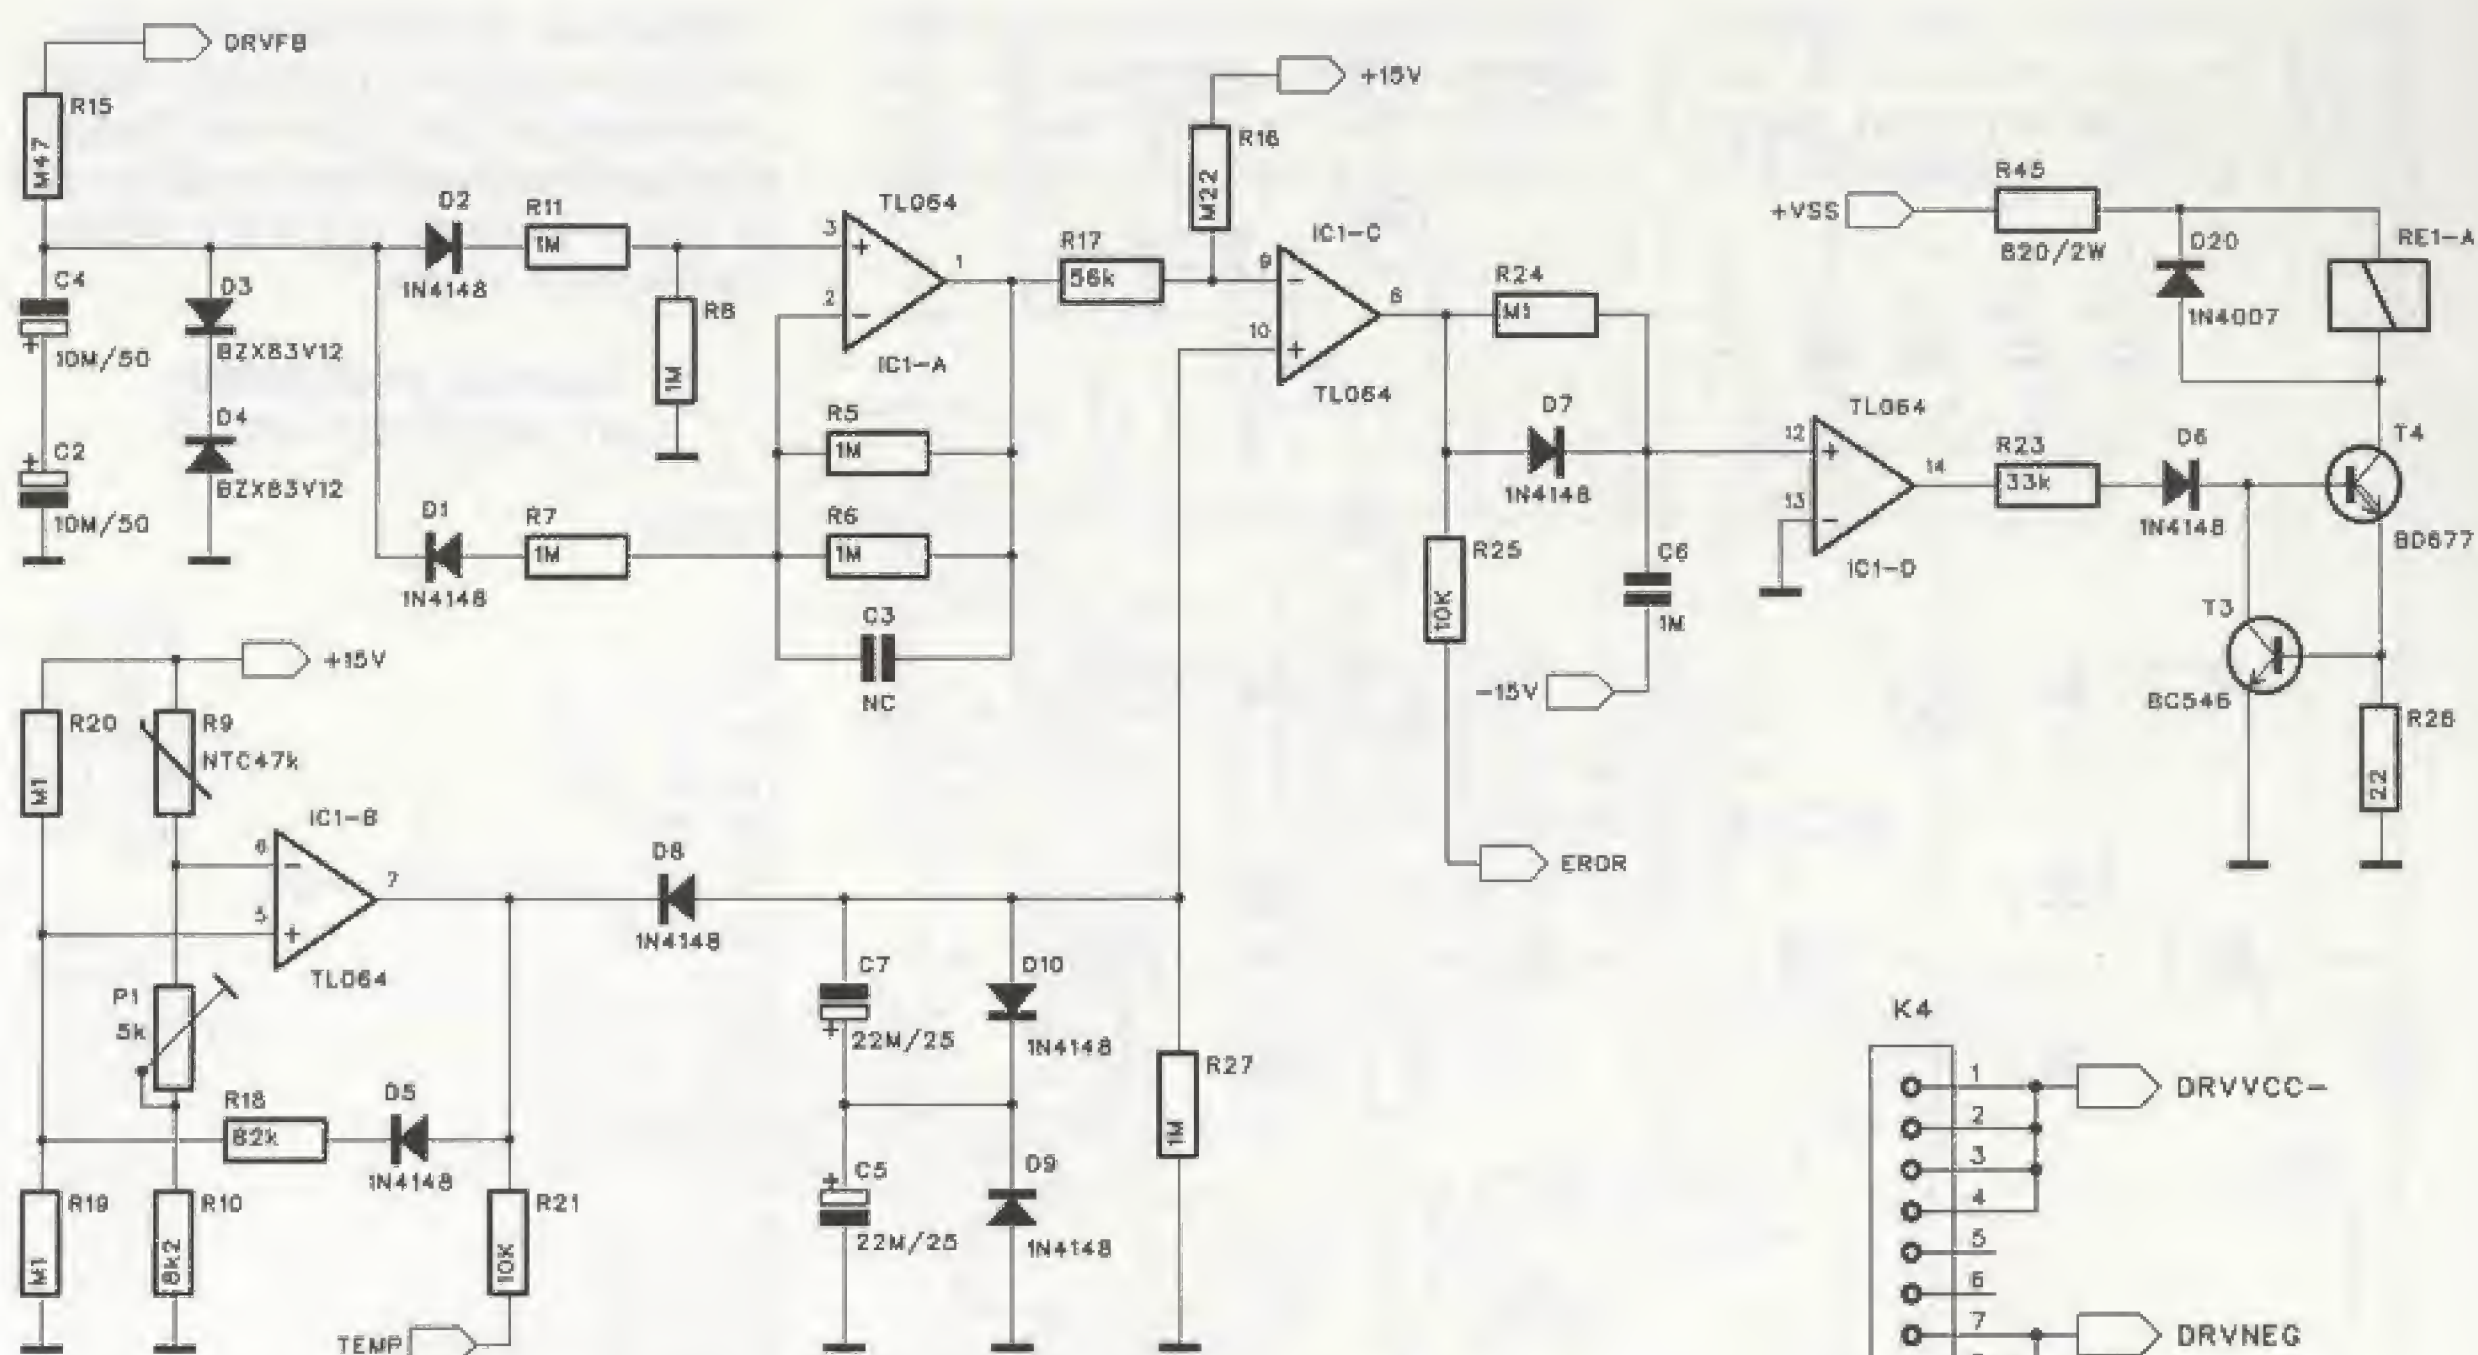 DRVFB
+15V
R15
M47
R16
M22
D2
1N4148
R11
1M
TL064
3
+
2
−
1
IC1-A
R17
56k
IC1-C
9
−
10
+
8
TL064
R24
M1
+VSS
R45
820/2W
D20
1N4007
RE1-A
C4
+
10M/50
D3
BZX83V12
R8
1M
D4
BZX83V12
C2
+
10M/50
R5
1M
D7
1N4148
TL064
12
+
13
−
14
IC1-D
R23
33k
D6
1N4148
T4
BD677
D1
1N4148
R7
1M
R6
1M
R25
10K
C6
1M
C3
NC
-15V
T3
BC546
R26
22
+15V
R20
M1
R9
NTC47k
IC1-B
6
−
5
+
7
TL064
D8
1N4148
EROR
P1
5k
C7
+
22M/25
D10
1N4148
R27
1M
R18
82k
D5
1N4148
C5
+
22M/25
D9
1N4148
R19
M1
R10
8k2
R21
10K
TEMP
K4
1
DRVVCC-
2
3
4
5
6
7
DRVNEG